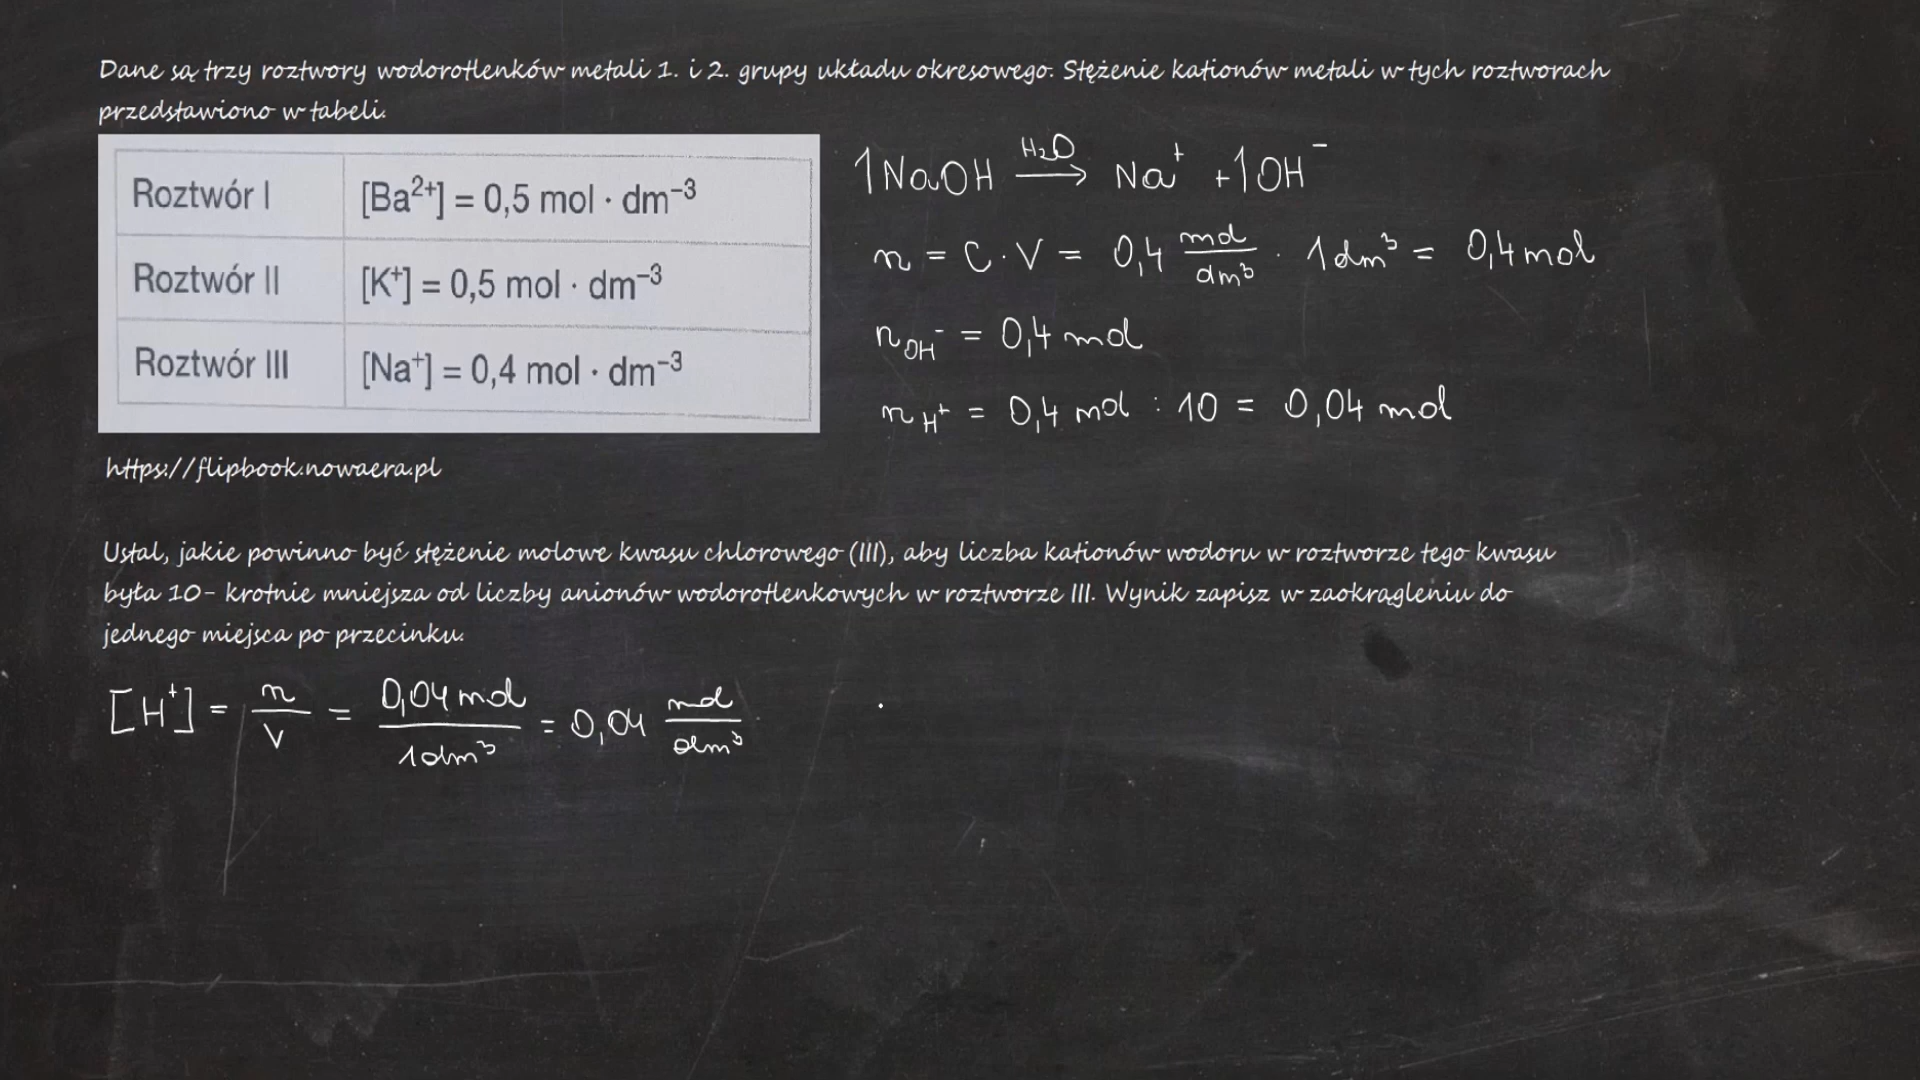 Dane są trzy roztwory wodorotlenków metali 1. i 2. grupy układu okresowego. Stężenie kationów metali w tych roztworach
przedstawiono w tabeli.
Roztwór I [Ba²⁺] = 0,5 mol · dm⁻³
Roztwór II [K⁺] = 0,5 mol · dm⁻³
Roztwór III [Na⁺] = 0,4 mol · dm⁻³
1NaOH →(H₂O) Na⁺ + 1OH⁻
n = C · V = 0,4 mol/dm³ · 1dm³ = 0,4 mol
n OH⁻ = 0,4 mol
n H⁺ = 0,4 mol : 10 = 0,04 mol
https://flipbook.nowaera.pl
Ustal, jakie powinno być stężenie molowe kwasu chlorowego (III), aby liczba kationów wodoru w roztworze tego kwasu
była 10- krotnie mniejsza od liczby anionów wodorotlenkowych w roztworze III. Wynik zapisz w zaokrągleniu do
jednego miejsca po przecinku.
[H⁺] = n/V = 0,04 mol/1dm³ = 0,04 mol/dm³